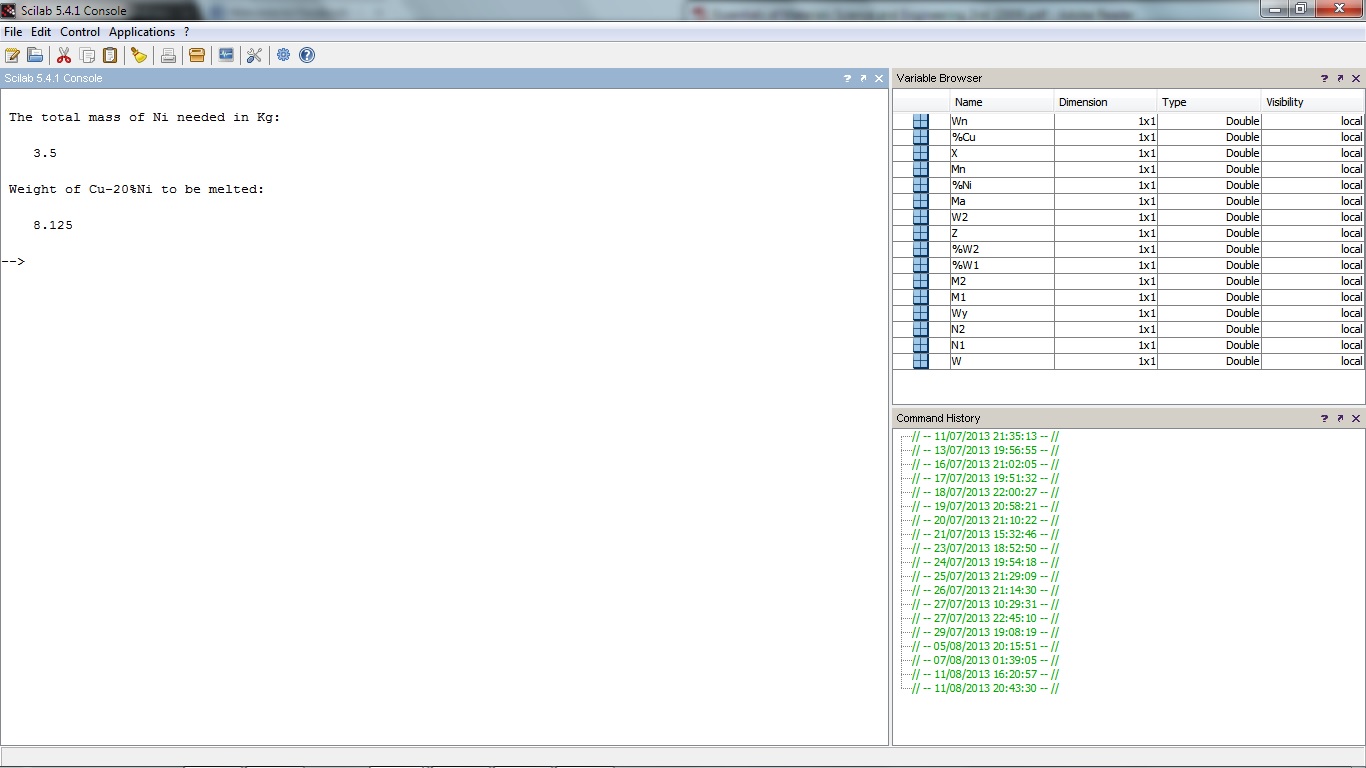 Scilab 5.4.1 Console
File Edit Control Applications ?
Scilab 5.4.1 Console
The total mass of Ni needed in Kg:
3.5
Weight of Cu-20%Ni to be melted:
8.125
-->
Variable Browser
Name Dimension Type Visibility
Wn 1x1 Double local
%Cu 1x1 Double local
X 1x1 Double local
Mn 1x1 Double local
%Ni 1x1 Double local
Ma 1x1 Double local
W2 1x1 Double local
Z 1x1 Double local
%W2 1x1 Double local
%W1 1x1 Double local
M2 1x1 Double local
M1 1x1 Double local
Wy 1x1 Double local
N2 1x1 Double local
N1 1x1 Double local
W 1x1 Double local
Command History
// -- 11/07/2013 21:35:13 -- //
// -- 13/07/2013 19:56:55 -- //
// -- 16/07/2013 21:02:05 -- //
// -- 17/07/2013 19:51:32 -- //
// -- 18/07/2013 22:00:27 -- //
// -- 19/07/2013 20:58:21 -- //
// -- 20/07/2013 21:10:22 -- //
// -- 21/07/2013 15:32:46 -- //
// -- 23/07/2013 18:52:50 -- //
// -- 24/07/2013 19:54:18 -- //
// -- 25/07/2013 21:29:09 -- //
// -- 26/07/2013 21:14:30 -- //
// -- 27/07/2013 10:29:31 -- //
// -- 27/07/2013 22:45:10 -- //
// -- 29/07/2013 19:08:19 -- //
// -- 05/08/2013 20:15:51 -- //
// -- 07/08/2013 01:39:05 -- //
// -- 11/08/2013 16:20:57 -- //
// -- 11/08/2013 20:43:30 -- //